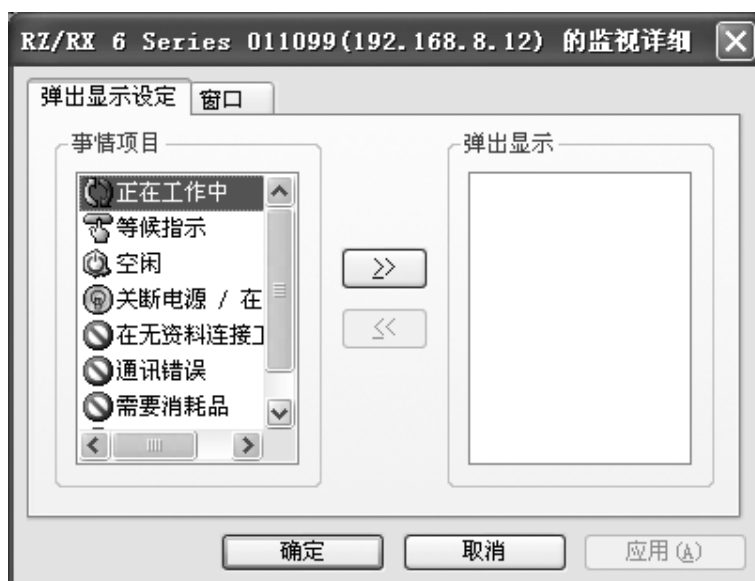 RZ/RX 6 Series 011099(192.168.8.12) 的监视详细
弹出显示设定 窗口
事情项目
弹出显示
正在工作中
等候指示
空闲
关断电源 / 在
在无资料连接
通讯错误
需要消耗品
>>
<<
确定 取消 应用(A)